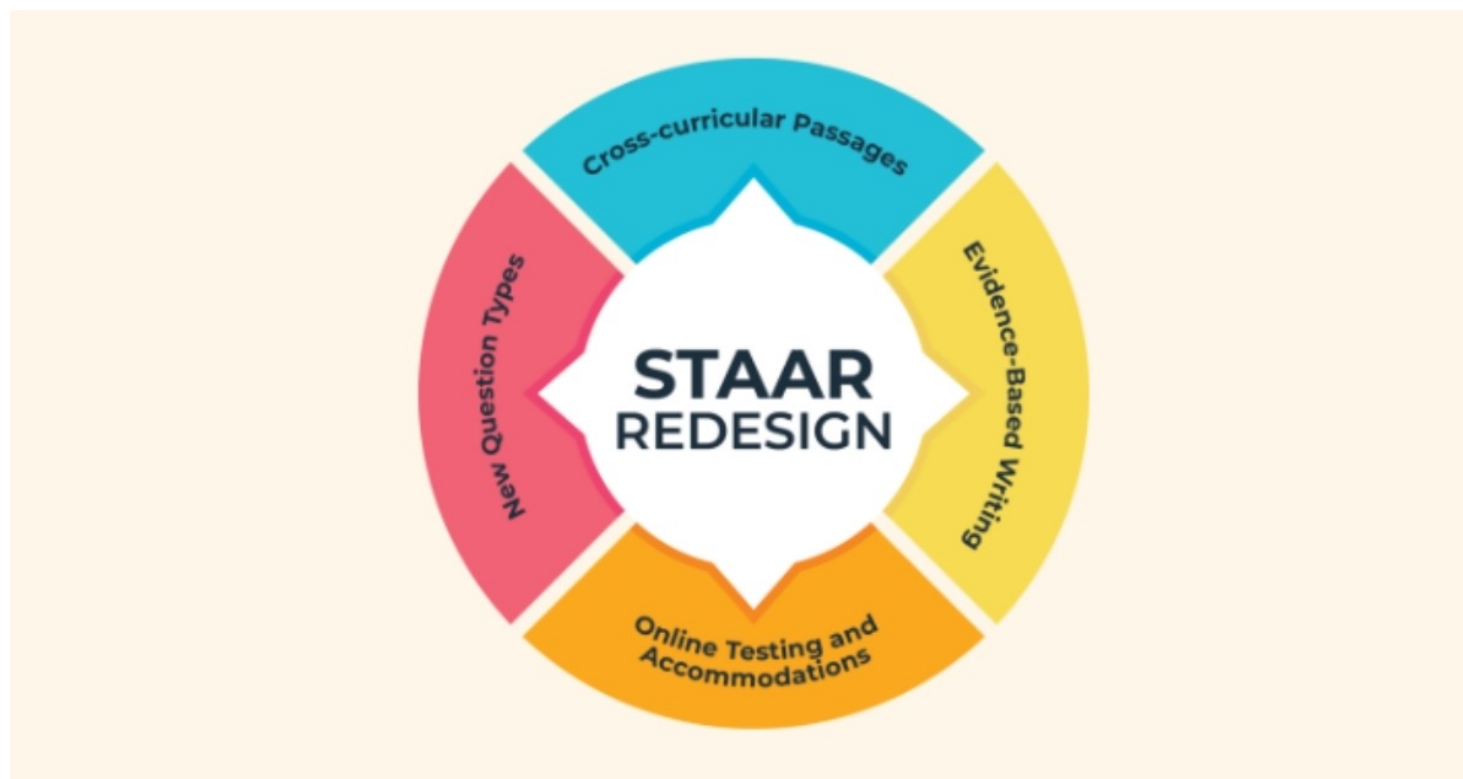 Cross-curricular Passages
Evidence-Based Writing
Online Testing and
Accommodations
New Question Types
STAAR
REDESIGN